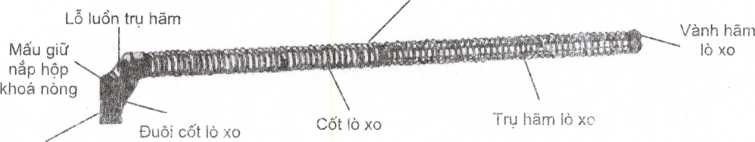 Lỗ luồn trụ hãm
Mấu giữ
nắp hộp
khoá nòng
Đuôi cốt lò xo
Cốt lò xo
Trụ hãm lò xo
Vành hãm
lò xo